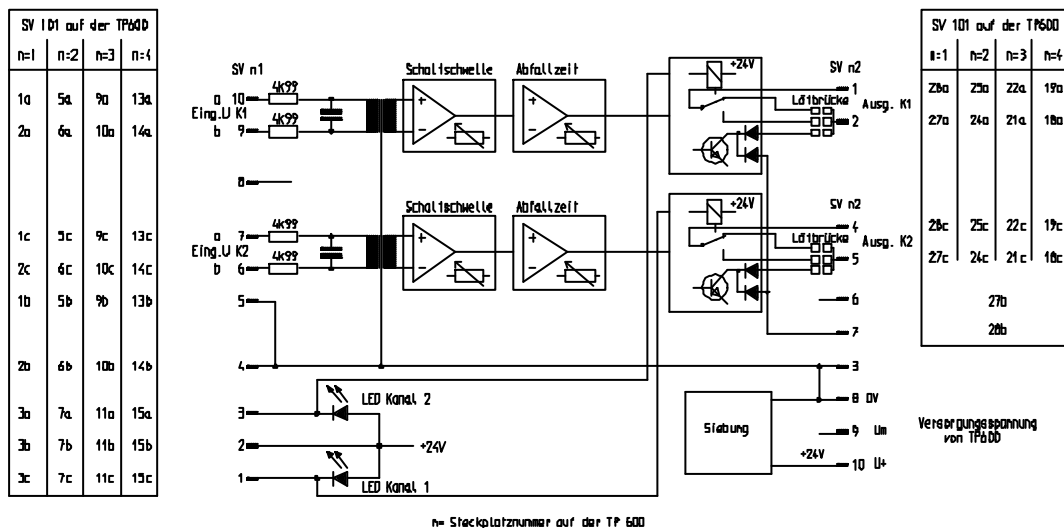 SV 101 auf der TP600
n=1 n=2 n=3 n=4
1a 5a 9a 13a
2a 6a 10a 14a
1c 5c 9c 13c
2c 6c 10c 14c
1b 5b 9b 13b
2b 6b 10b 14b
3a 7a 11a 15a
3b 7b 11b 15b
3c 7c 11c 15c
SV n1
a 10
Eing.U K1
b 9
8
a 7
Eing.U K2
b 6
5
4
3
2
1
4k99
4k99
4k99
4k99
Schaltschwelle
Abfallzeit
+
−
Schaltschwelle
Abfallzeit
+
−
+24V
SV n2
1
Lötbrücke
Ausg. K1
2
+24V
SV n2
4
Lötbrücke
Ausg. K2
5
6
7
3
8 0V
9 Um
+24V
10 U+
Siebung
Versorgungsspannung
von TP600
LED Kanal 2
+24V
LED Kanal 1
SV 101 auf der TP600
n=1 n=2 n=3 n=4
28a 25a 22a 19a
27a 24a 21a 18a
28c 25c 22c 19c
27c 24c 21c 18c
27b
28b
n= Steckplatznummer auf der TP 600